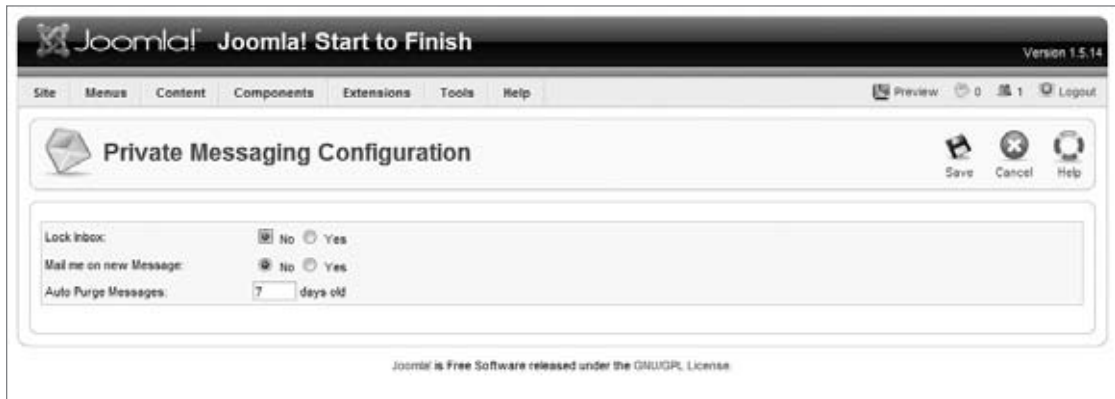 Joomla! Joomla! Start to Finish
Version 1.5.14
Site Menus Content Components Extensions Tools Help Preview 0 1 Logout
Private Messaging Configuration
Save Cancel Help
Lock Inbox: No Yes
Mail me on new Message: No Yes
Auto Purge Messages: 7 days old
Joomla! is Free Software released under the GNU/GPL License.